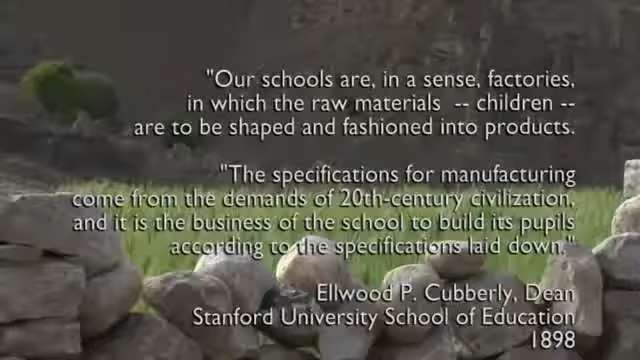 "Our schools are, in a sense, factories,
in which the raw materials -- children --
are to be shaped and fashioned into products.
"The specifications for manufacturing
come from the demands of 20th-century civilization,
and it is the business of the school to build its pupils
according to the specifications laid down."
Ellwood P. Cubberly, Dean
Stanford University School of Education
1898